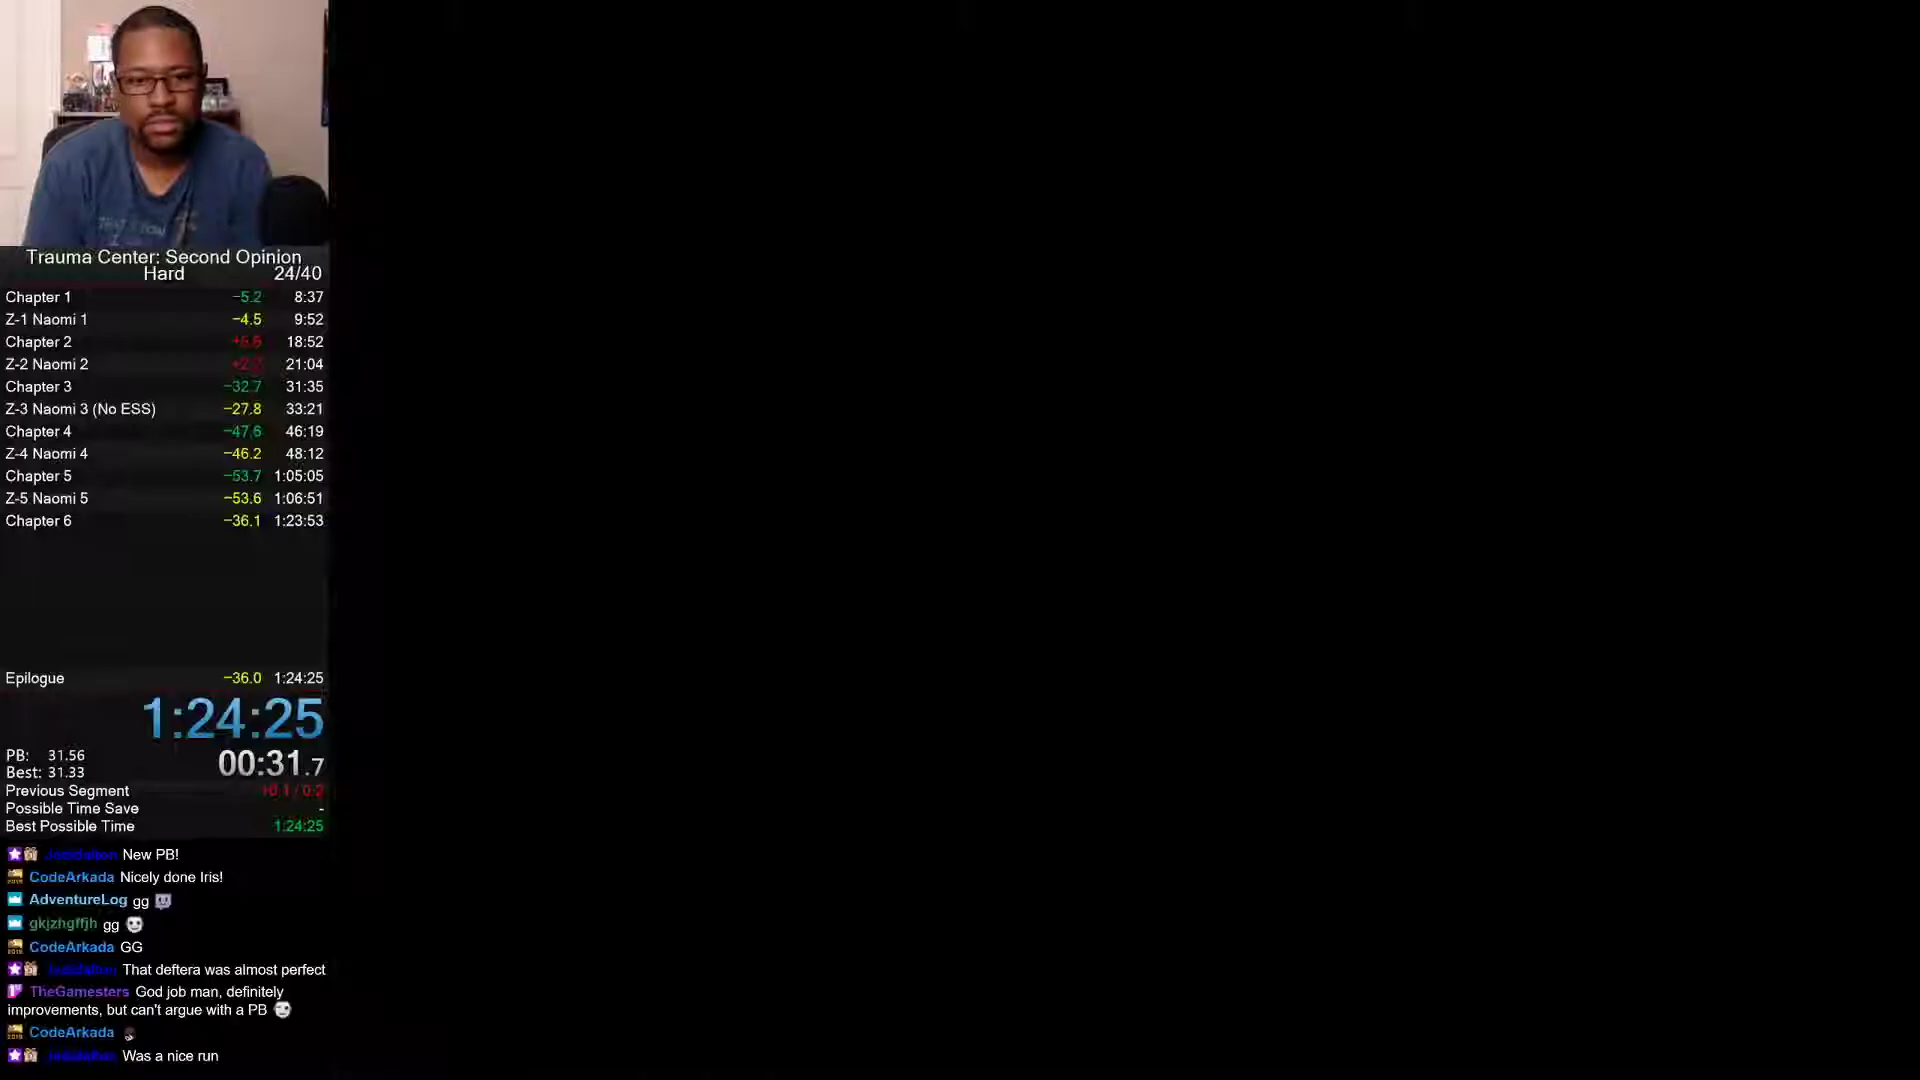 Trauma Center: Second Opinion
Hard 24/40
Chapter 1 −5.2 8:37
Z-1 Naomi 1 −4.5 9:52
Chapter 2 18:52
Z-2 Naomi 2 21:04
Chapter 3 −32.7 31:35
Z-3 Naomi 3 (No ESS) −27.8 33:21
Chapter 4 −47.6 46:19
Z-4 Naomi 4 −46.2 48:12
Chapter 5 −53.7 1:05:05
Z-5 Naomi 5 −53.6 1:06:51
Chapter 6 −36.1 1:23:53
Epilogue −36.0 1:24:25
1:24:25
PB: 31.56
00:31.7
Best: 31.33
Previous Segment +0.1 / 0:2
Possible Time Save -
Best Possible Time 1:24:25
New PB!
CodeArkada Nicely done Iris!
AdventureLog gg
gkjzhgffjh gg
CodeArkada GG
That deftera was almost perfect
TheGamesters God job man, definitely
improvements, but can't argue with a PB
CodeArkada
Was a nice run